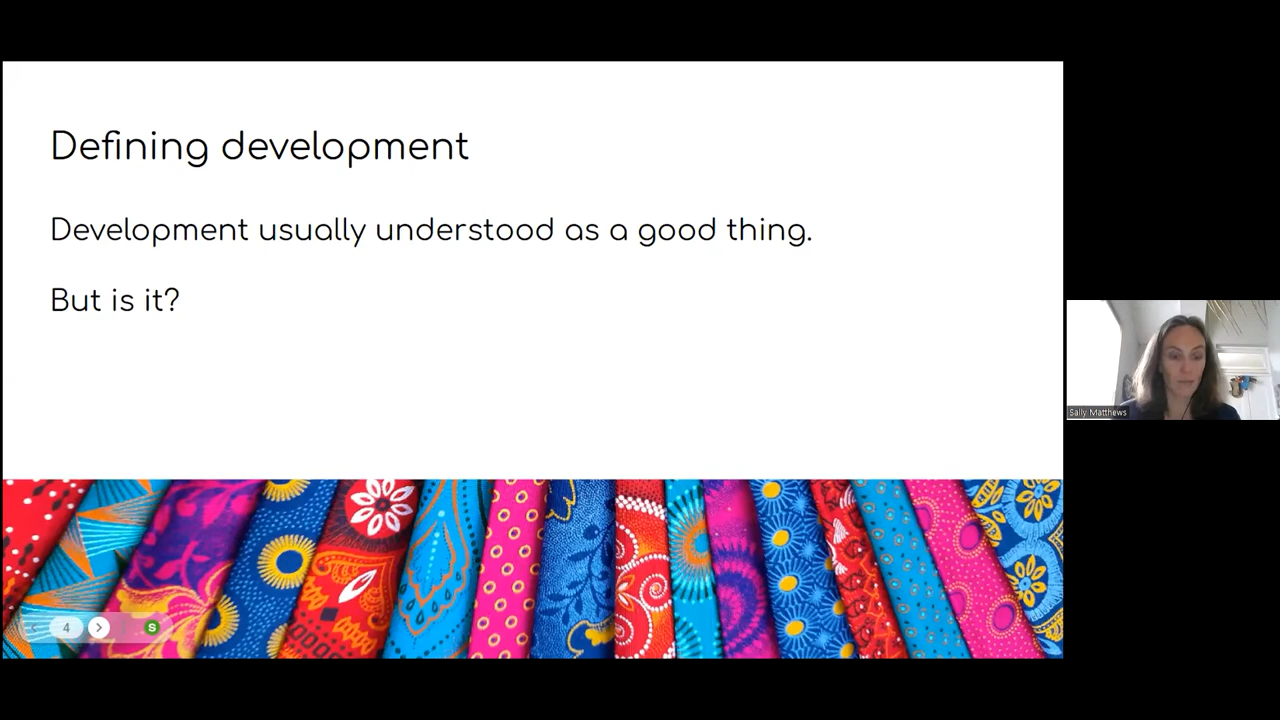 Defining development
Development usually understood as a good thing.
But is it?
Sally Matthews
4
S